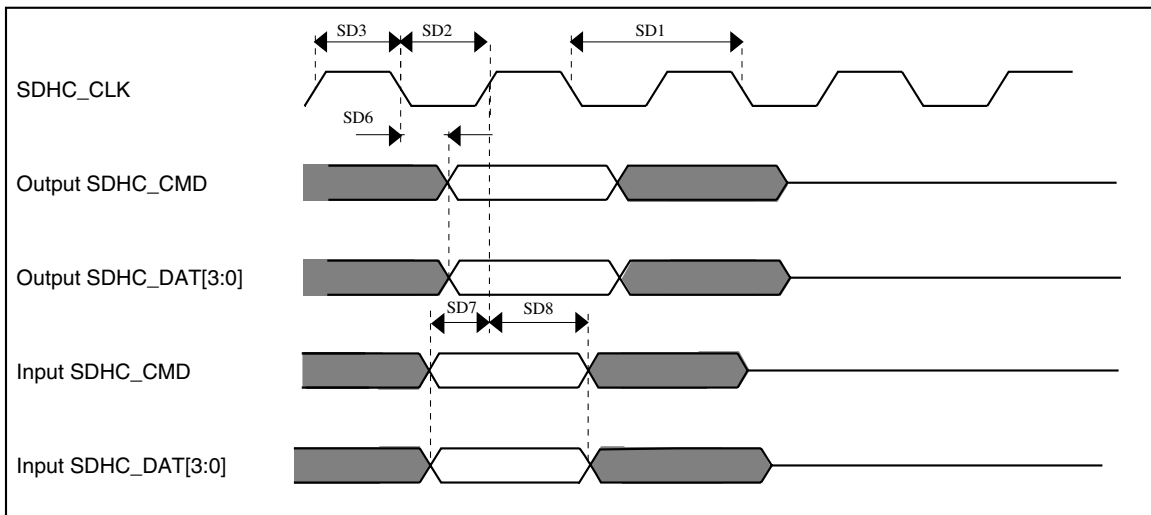 SD3 SD2 SD1
SDHC_CLK
SD6
Output SDHC_CMD
Output SDHC_DAT[3:0]
SD7 SD8
Input SDHC_CMD
Input SDHC_DAT[3:0]